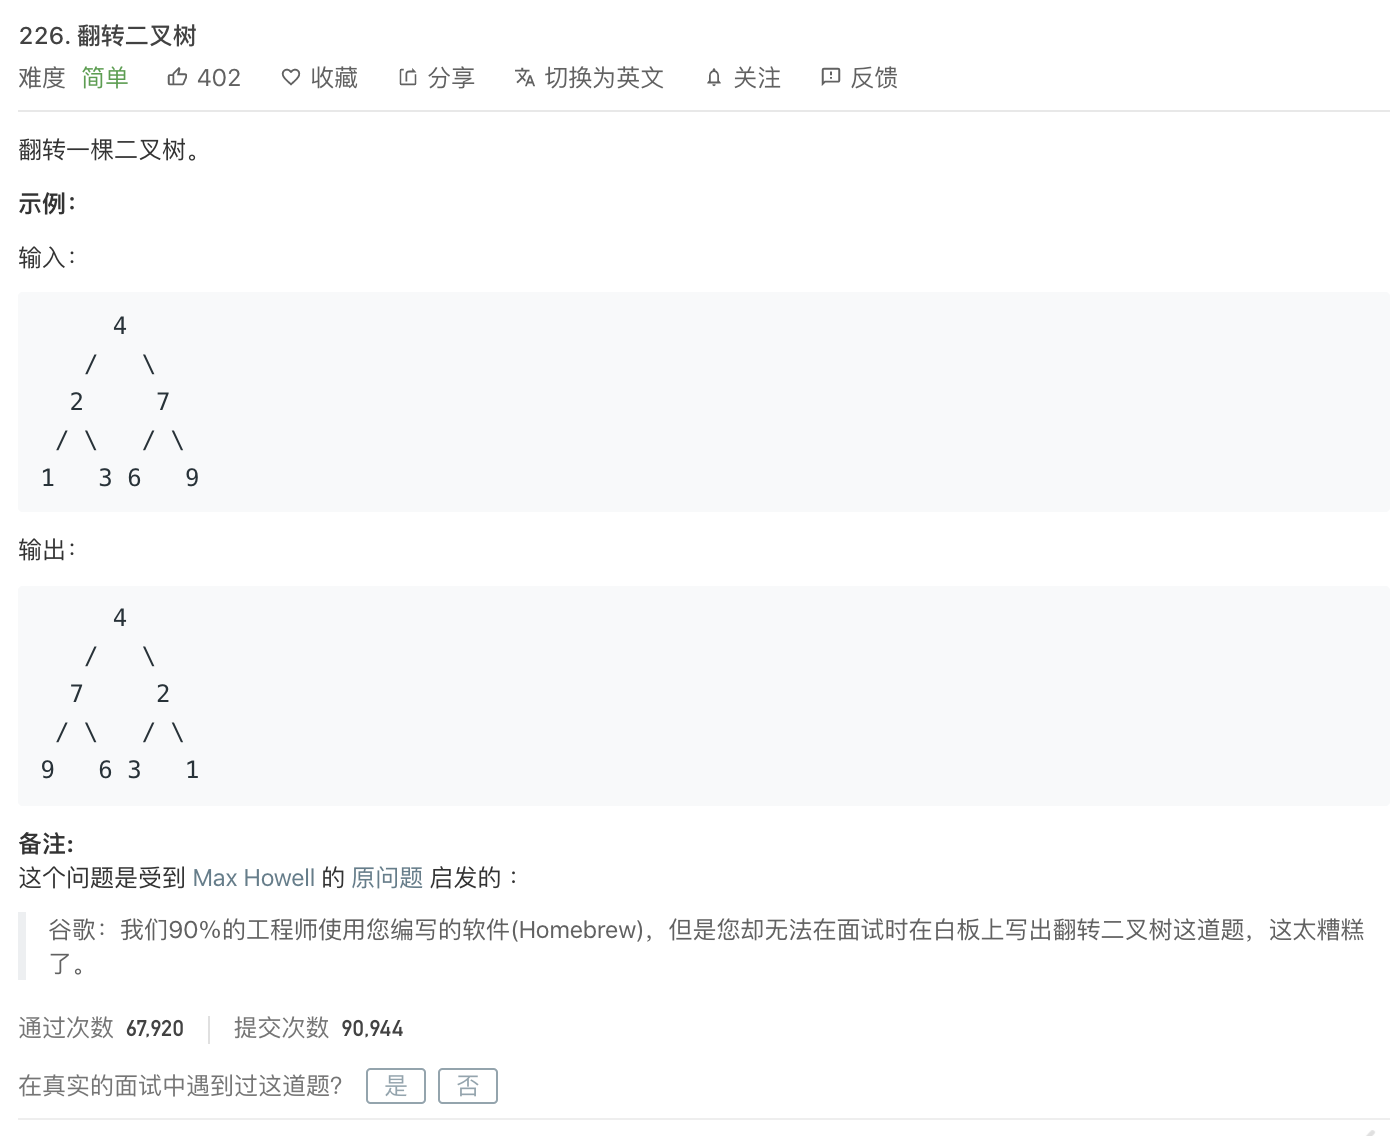 226. 翻转二叉树
难度 简单 402 收藏 分享 切换为英文 关注 反馈
翻转一棵二叉树。
示例：
输入：
4
/ \
2 7
/ \ / \
1 3 6 9
输出：
4
/ \
7 2
/ \ / \
9 6 3 1
备注:
这个问题是受到 Max Howell 的 原问题 启发的 ：
谷歌：我们90%的工程师使用您编写的软件(Homebrew)，但是您却无法在面试时在白板上写出翻转二叉树这道题，这太糟糕
了。
通过次数 67,920 提交次数 90,944
在真实的面试中遇到过这道题? 是 否